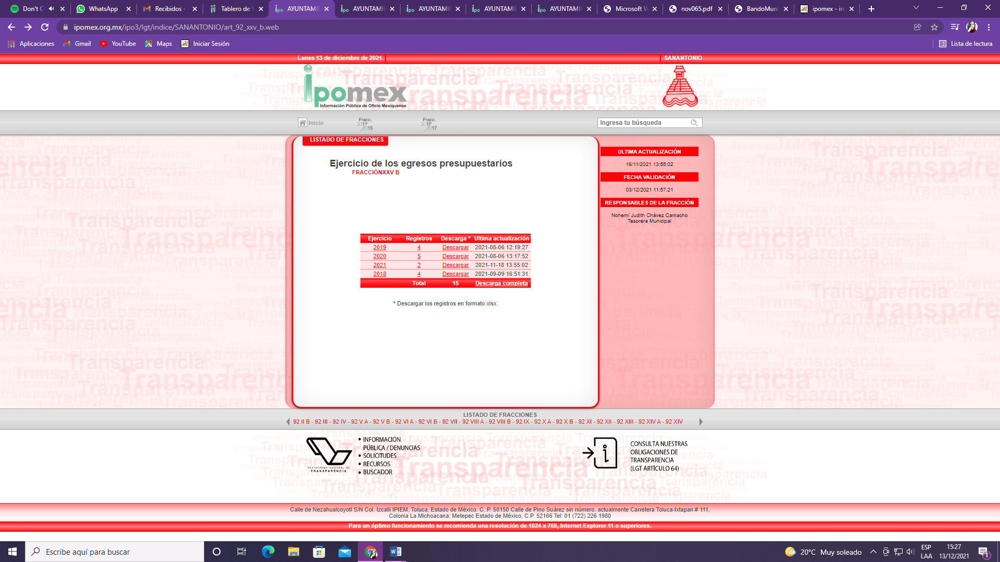 Don't C
WhatsApp
Recibidos -
Tablero de S
AYUNTAMIE
AYUNTAMIE
AYUNTAMIE
AYUNTAMIE
AYUNTAMIE
Microsoft W
nov065.pdf
BandoMuni
ipomex - in
ipomex.org.mx/ipo3/lgt/indice/SANANTONIO/art_92_xxv_b.web
Aplicaciones
Gmail
YouTube
Maps
Iniciar Sesión
Lista de lectura
Lunes 13 de diciembre de 2021
SANANTONIO
ipomex
Información Pública de Oficio Mexiquense
Transparencia
Inicio
Fracc.
Fracc.
Ingresa tu búsqueda
LISTADO DE FRACCIONES
Ejercicio de los egresos presupuestarios
FRACCIÓNXXV B
Ejercicio Registros Descarga * Ultima actualización
2019 4 Descargar 2021-08-06 12:19:27
2020 5 Descargar 2021-08-06 13:17:52
2021 2 Descargar 2021-11-18 13:55:02
2018 4 Descargar 2021-09-09 16:51:31
Total 15 Descarga completa
* Descargar los registros en formato xlsx.
ULTIMA ACTUALIZACIÓN
18/11/2021 13:55:02
FECHA VALIDACIÓN
03/12/2021 11:57:21
RESPONSABLES DE LA FRACCIÓN
Nohemí Judith Chávez Camacho
Tesorera Municipal
LISTADO DE FRACCIONES
92 II B - 92 III - 92 IV - 92 V A - 92 V B - 92 VI A - 92 VI B - 92 VII - 92 VIII A - 92 VIII B - 92 IX - 92 X A - 92 X B - 92 XI - 92 XII - 92 XIII - 92 XIV A - 92 XIV
PLATAFORMA NACIONAL DE
TRANSPARENCIA
• INFORMACIÓN
PÚBLICA / DENUNCIAS
• SOLICITUDES
• RECURSOS
• BUSCADOR
CONSULTA NUESTRAS
OBLIGACIONES DE
TRANSPARENCIA
(LGT ARTÍCULO 64)
Calle de Nezahualcoyotl S/N Col. Izcalli IPIEM, Toluca, Estado de México. C. P. 50150 Calle de Pino Suárez sin número, actualmente Carretera Toluca-Ixtapan # 111,
Colonia La Michoacana; Metepec Estado de México, C.P. 52166 Tel: 01 (722) 226 1980
Para un óptimo funcionamiento se recomienda una resolución de 1024 x 768, Internet Explorer 11 o superiores.
Escribe aquí para buscar
20°C Muy soleado
ESP
LAA
15:27
13/12/2021
1